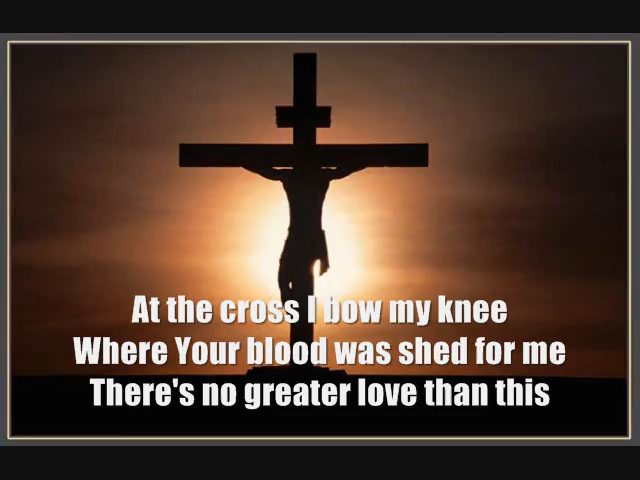 At the cross I bow my knee
Where Your blood was shed for me
There's no greater love than this